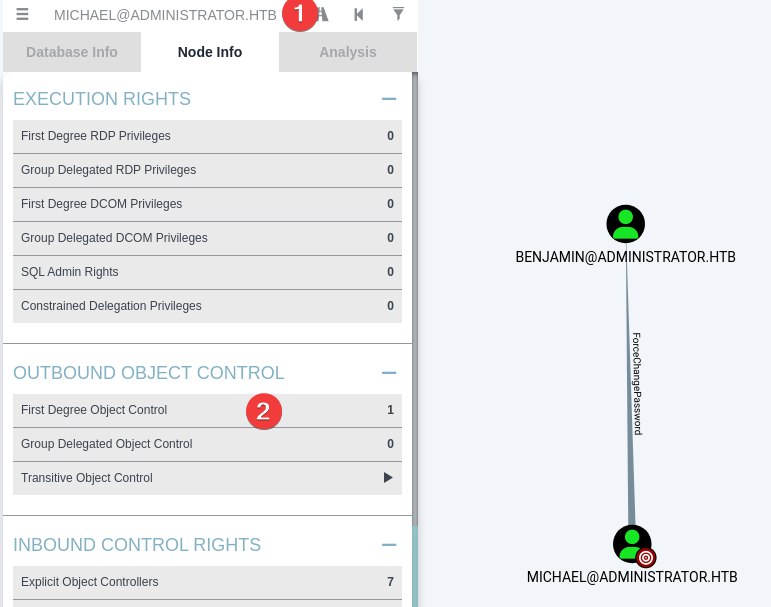 MICHAEL@ADMINISTRATOR.HTB
1
Database Info
Node Info
Analysis
EXECUTION RIGHTS
First Degree RDP Privileges 0
Group Delegated RDP Privileges 0
First Degree DCOM Privileges 0
Group Delegated DCOM Privileges 0
SQL Admin Rights 0
Constrained Delegation Privileges 0
OUTBOUND OBJECT CONTROL
First Degree Object Control 2 1
Group Delegated Object Control 0
Transitive Object Control
INBOUND CONTROL RIGHTS
Explicit Object Controllers 7
BENJAMIN@ADMINISTRATOR.HTB
ForceChangePassword
MICHAEL@ADMINISTRATOR.HTB